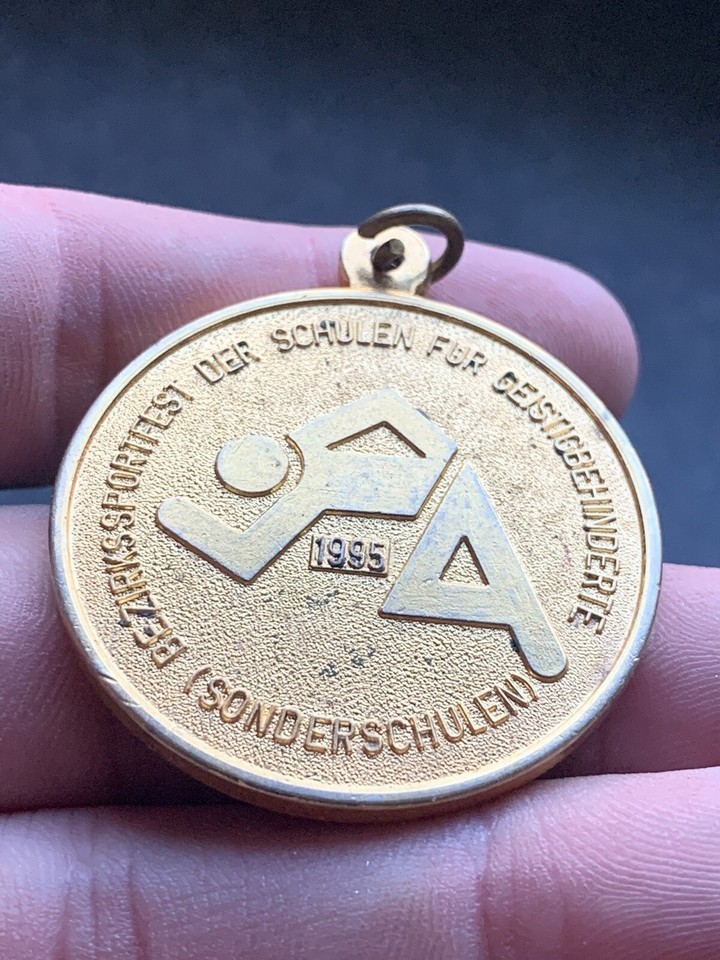 BEZIRKSSPORTFEST DER SCHULEN FÜR GEISTIGBEHINDERTE
(SONDERSCHULEN)
1995